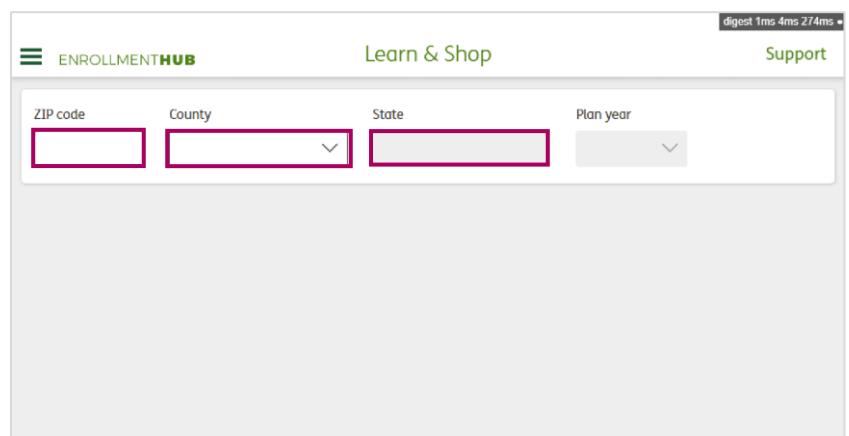 digest 1ms 4ms 274ms
ENROLLMENTHUB
Learn & Shop
Support
ZIP code
County
State
Plan year